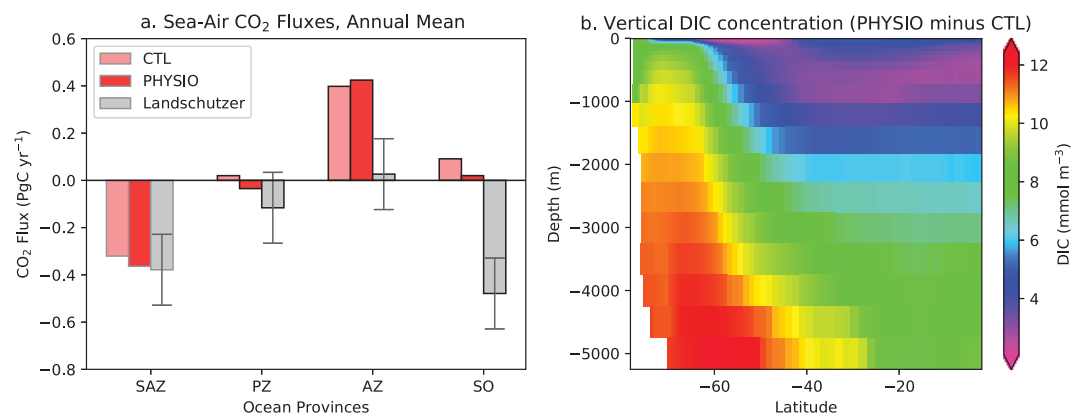 a. Sea-Air CO₂ Fluxes, Annual Mean
0.6
0.4
0.2
0.0
−0.2
−0.4
−0.6
−0.8
CO₂ Flux (PgC yr⁻¹)
CTL
PHYSIO
Landschutzer
SAZ
PZ
AZ
SO
Ocean Provinces
b. Vertical DIC concentration (PHYSIO minus CTL)
0
−1000
−2000
−3000
−4000
−5000
Depth (m)
−60
−40
−20
Latitude
12
10
8
6
4
DIC (mmol m⁻³)